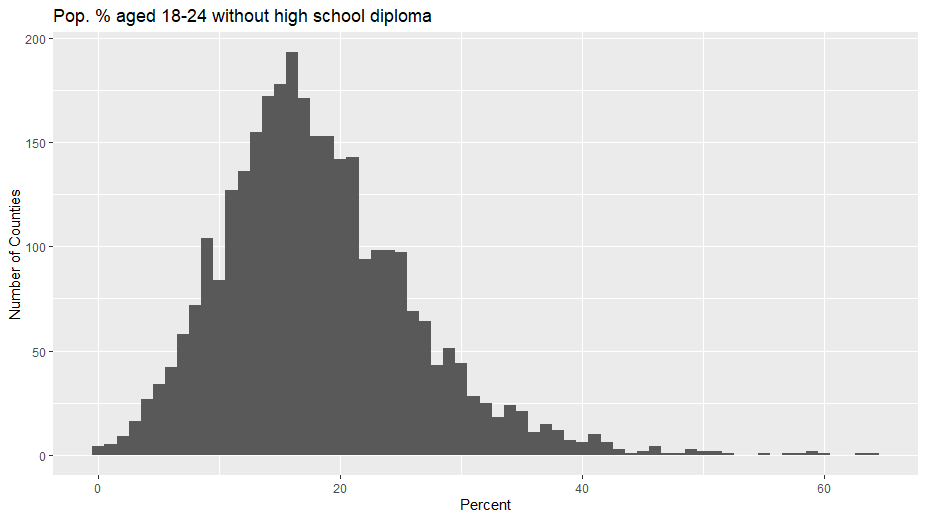 Pop. % aged 18-24 without high school diploma
200
150
100
50
0
Number of Counties
0 20 40 60
Percent